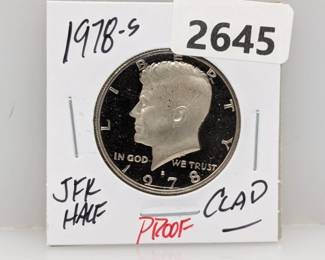 1978-S
2645
LIBERTY
IN GOD WE TRUST
S
1978
JFK
HALF
PROOF
CLAD